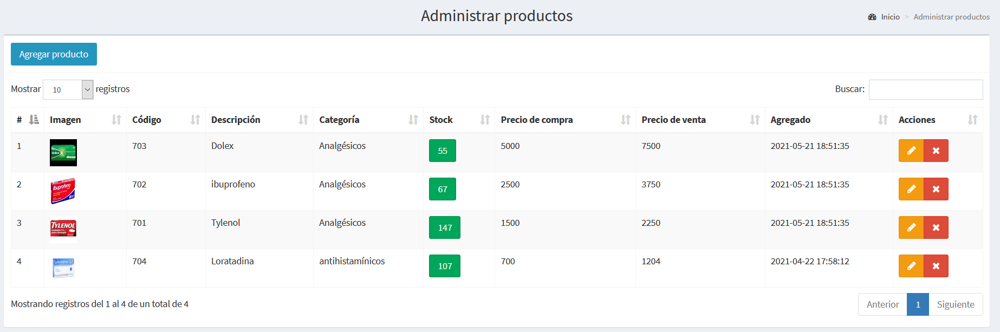 Administrar productos
Inicio > Administrar productos
Agregar producto
Mostrar 10 registros
Buscar:
# Imagen Código Descripción Categoría Stock Precio de compra Precio de venta Agregado Acciones
1 dolex 703 Dolex Analgésicos 55 5000 7500 2021-05-21 18:51:35
2 Ibuprofeno 702 ibuprofeno Analgésicos 67 2500 3750 2021-05-21 18:51:35
3 TYLENOL 701 Tylenol Analgésicos 147 1500 2250 2021-05-21 18:51:35
4 Loratadina 704 Loratadina antihistamínicos 107 700 1204 2021-04-22 17:58:12
Mostrando registros del 1 al 4 de un total de 4
Anterior 1 Siguiente